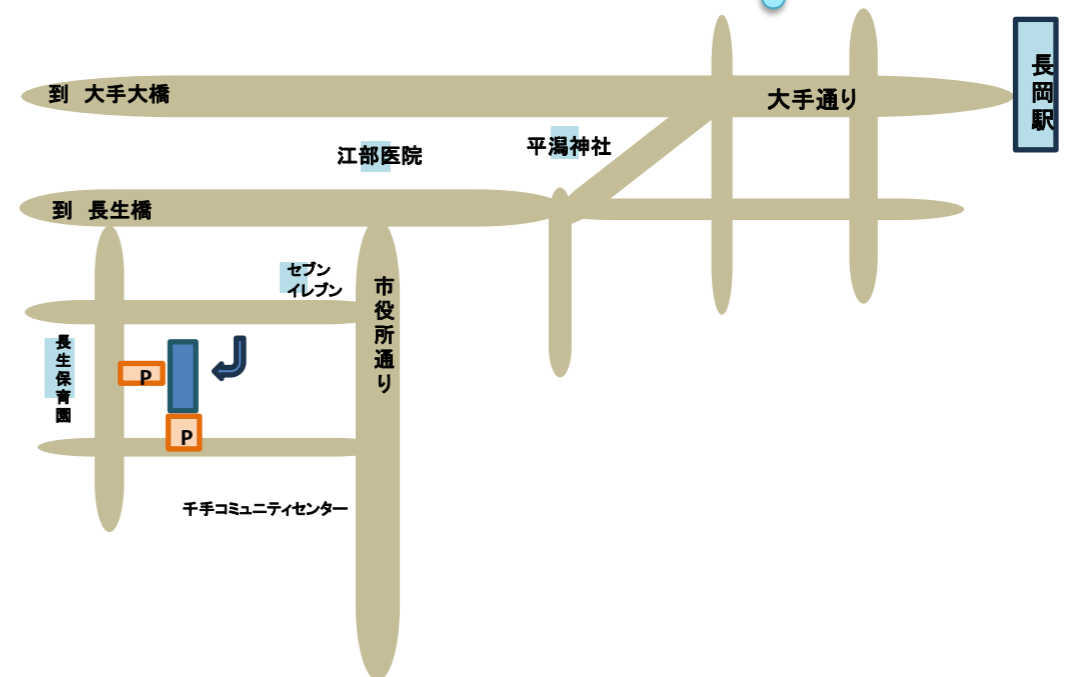 長岡駅
到 大手大橋
大手通り
平潟神社
江部医院
到 長生橋
セブン
イレブン
市役所通り
長生保育園
P
P
千手コミュニティセンター